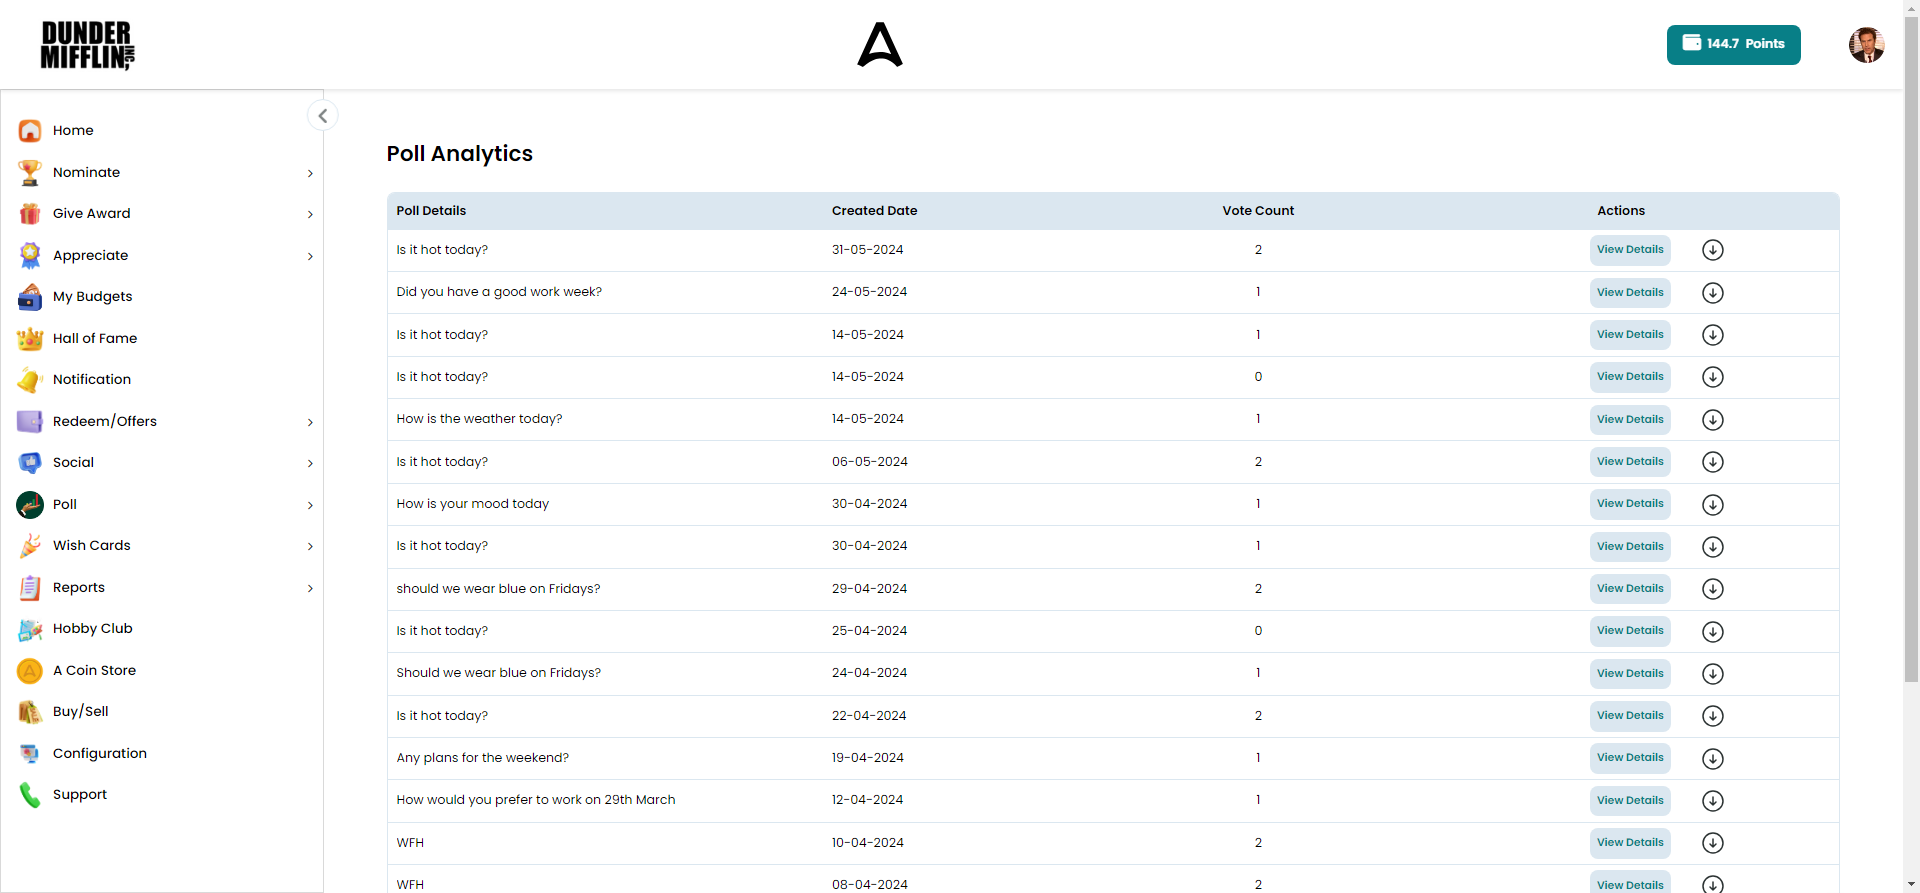 DUNDER
MIFFLIN, INC
144.7 Points
Home
Nominate
Give Award
Appreciate
My Budgets
Hall of Fame
Notification
Redeem/Offers
Social
Poll
Wish Cards
Reports
Hobby Club
A Coin Store
Buy/Sell
Configuration
Support
Poll Analytics
Poll Details Created Date Vote Count Actions
Is it hot today? 31-05-2024 2 View Details
Did you have a good work week? 24-05-2024 1 View Details
Is it hot today? 14-05-2024 1 View Details
Is it hot today? 14-05-2024 0 View Details
How is the weather today? 14-05-2024 1 View Details
Is it hot today? 06-05-2024 2 View Details
How is your mood today 30-04-2024 1 View Details
Is it hot today? 30-04-2024 1 View Details
should we wear blue on Fridays? 29-04-2024 2 View Details
Is it hot today? 25-04-2024 0 View Details
Should we wear blue on Fridays? 24-04-2024 1 View Details
Is it hot today? 22-04-2024 2 View Details
Any plans for the weekend? 19-04-2024 1 View Details
How would you prefer to work on 29th March 12-04-2024 1 View Details
WFH 10-04-2024 2 View Details
WFH 08-04-2024 2 View Details